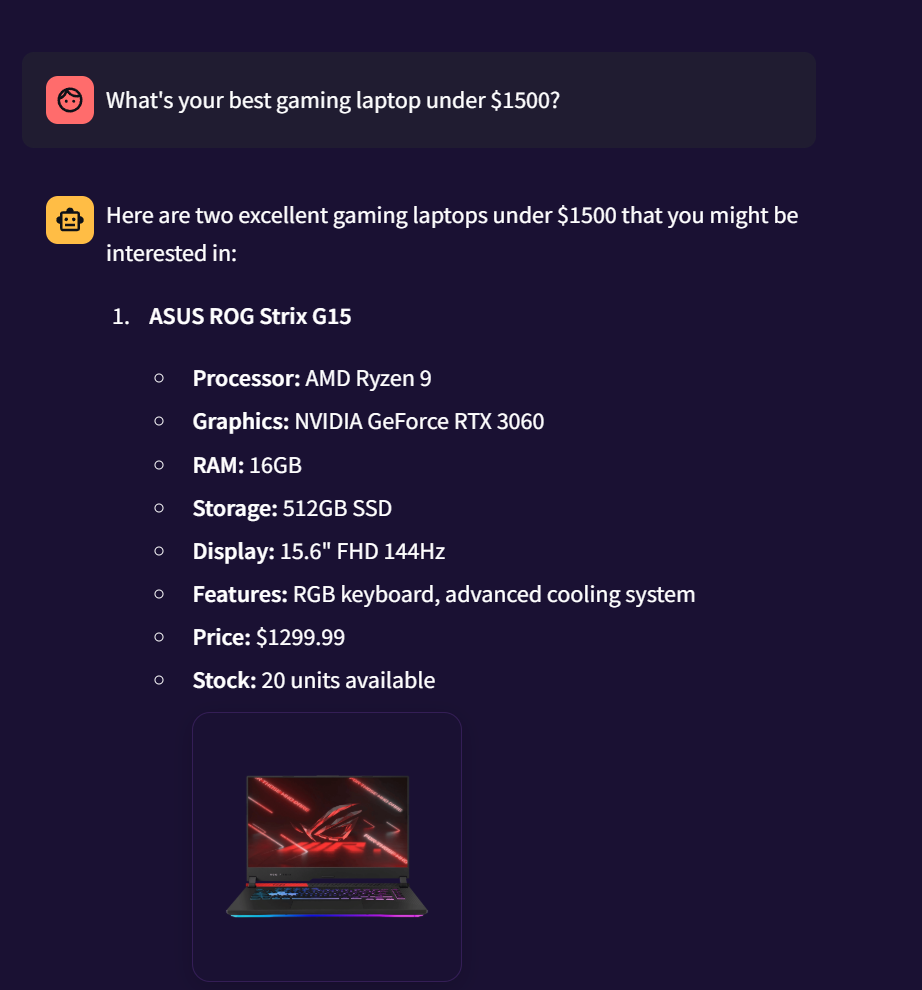 What's your best gaming laptop under $1500?
Here are two excellent gaming laptops under $1500 that you might be
interested in:
1. ASUS ROG Strix G15
Processor: AMD Ryzen 9
Graphics: NVIDIA GeForce RTX 3060
RAM: 16GB
Storage: 512GB SSD
Display: 15.6" FHD 144Hz
Features: RGB keyboard, advanced cooling system
Price: $1299.99
Stock: 20 units available